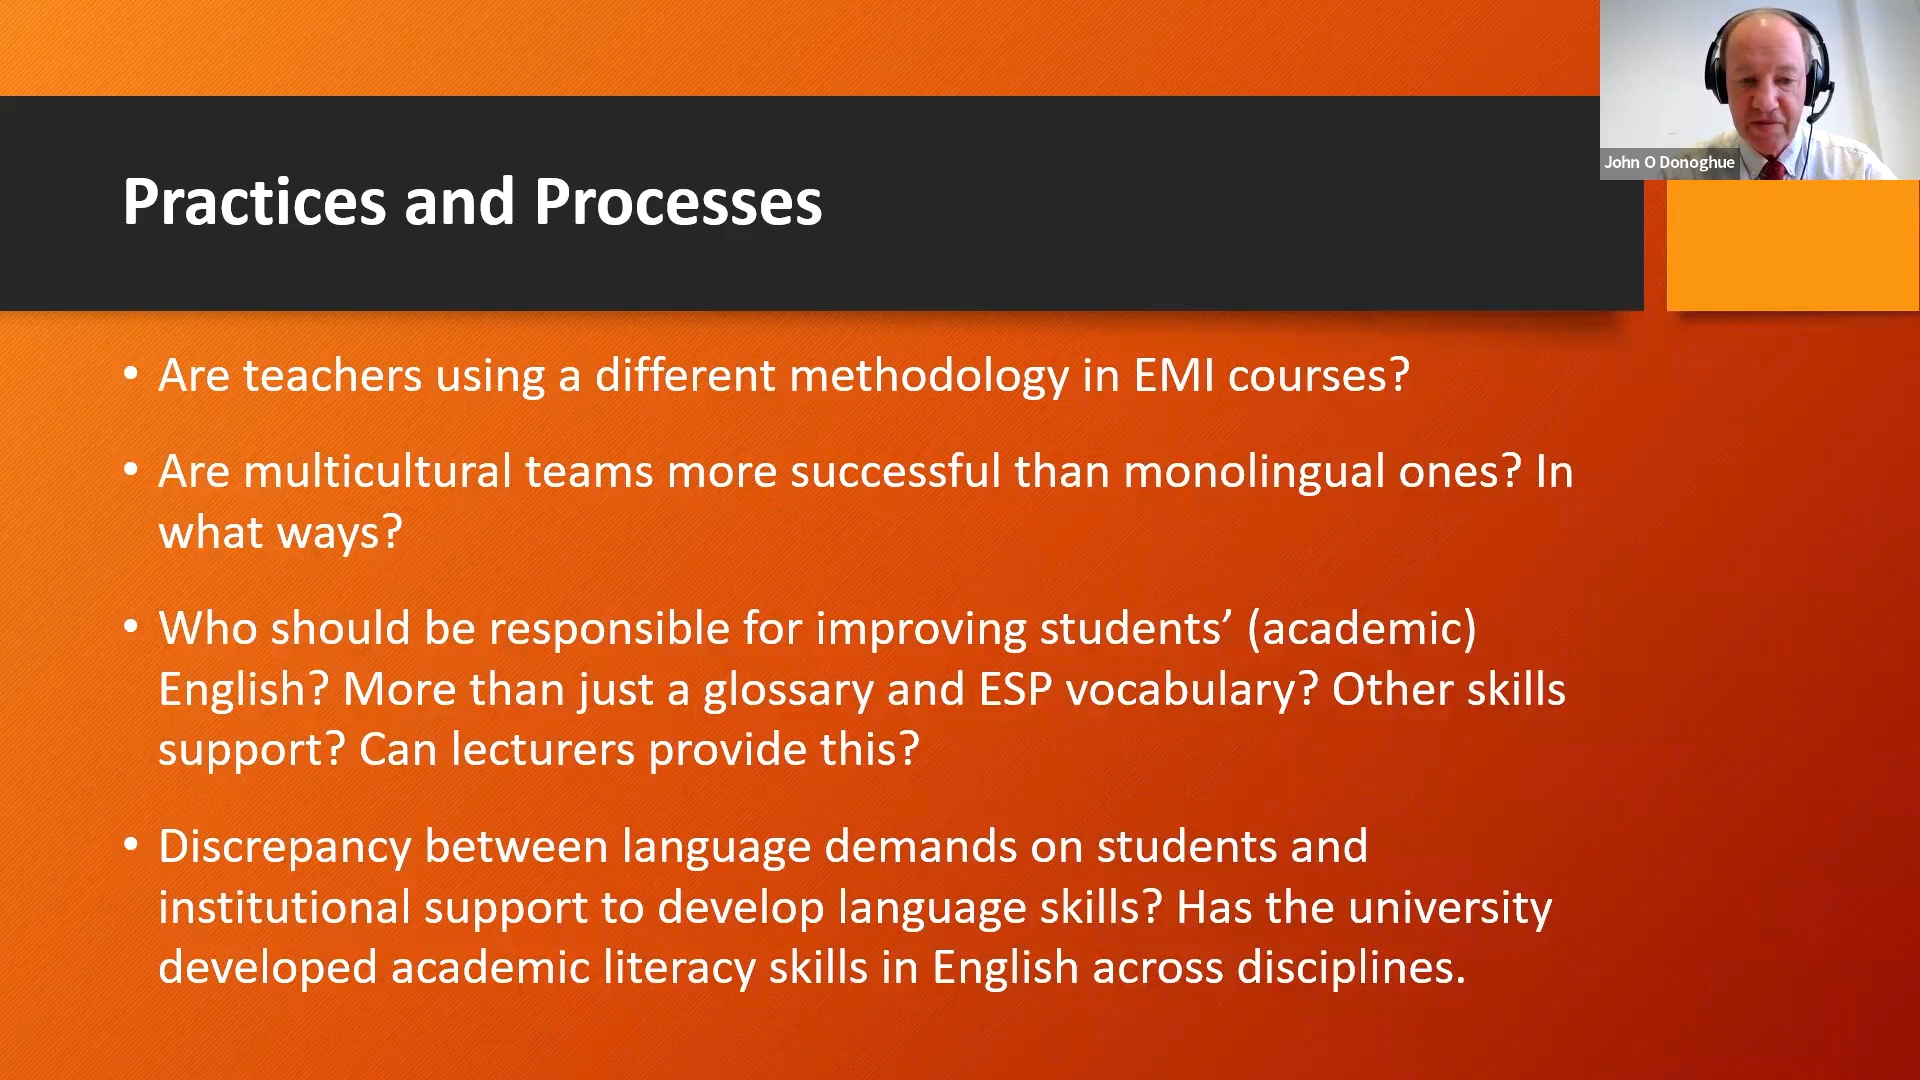 John O Donoghue
Practices and Processes
• Are teachers using a different methodology in EMI courses?
• Are multicultural teams more successful than monolingual ones? In
what ways?
• Who should be responsible for improving students’ (academic)
English? More than just a glossary and ESP vocabulary? Other skills
support? Can lecturers provide this?
• Discrepancy between language demands on students and
institutional support to develop language skills? Has the university
developed academic literacy skills in English across disciplines.